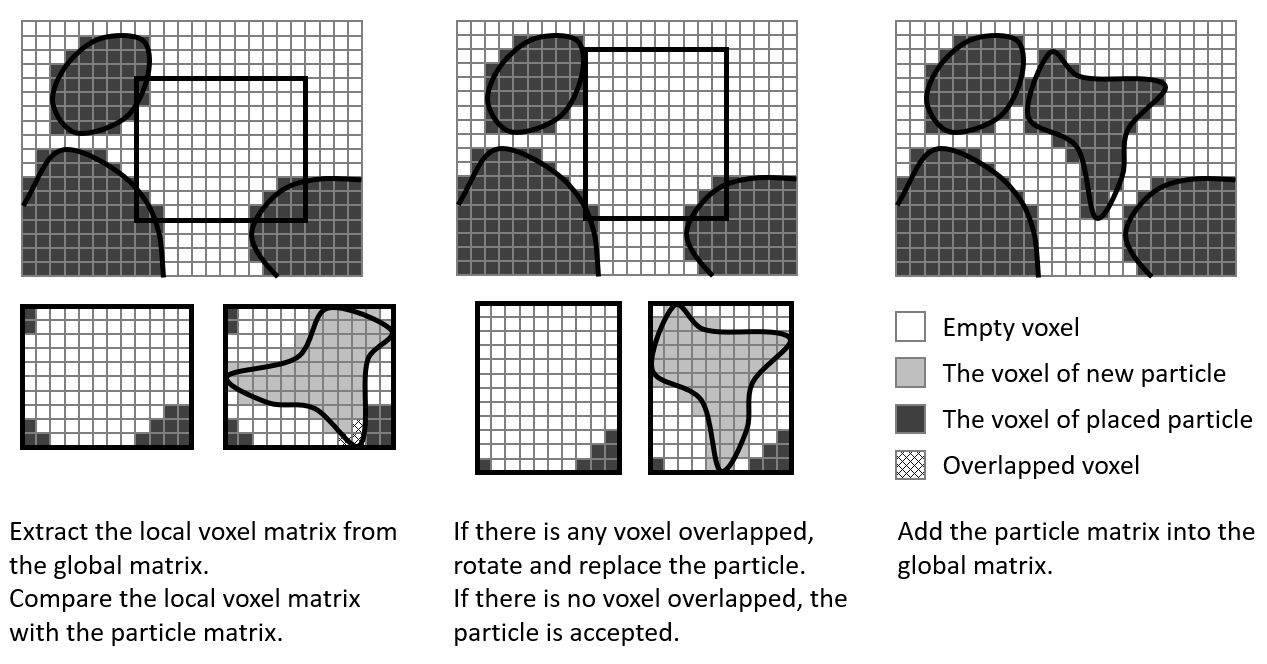 Empty voxel
The voxel of new particle
The voxel of placed particle
Overlapped voxel
Extract the local voxel matrix from
the global matrix.
Compare the local voxel matrix
with the particle matrix.
If there is any voxel overlapped,
rotate and replace the particle.
If there is no voxel overlapped, the
particle is accepted.
Add the particle matrix into the
global matrix.